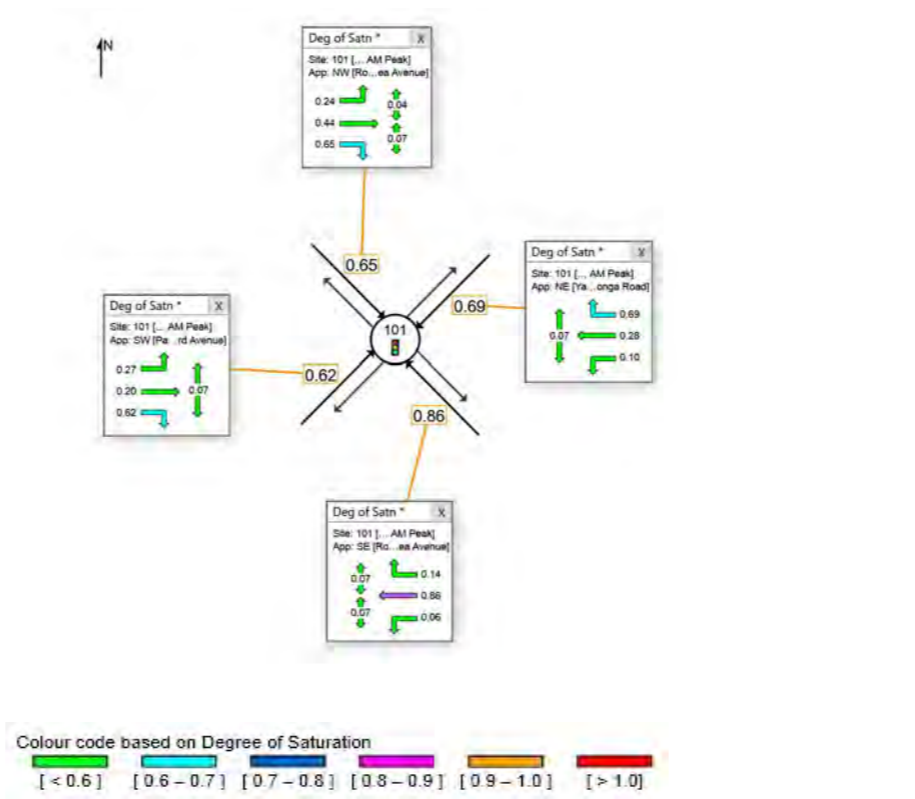 N
Deg of Satn * X
Site: 101 [... AM Peak]
App: NW [Ro...ea Avenue]
0.24
0.04
0.44
0.07
0.65
0.65
Deg of Satn * X
Site: 101 [... AM Peak]
App: NE [Ya...onga Road]
0.69
0.07
0.28
0.10
0.69
101
Deg of Satn * X
Site: 101 [... AM Peak]
App: SW [Pa...rd Avenue]
0.27
0.20
0.07
0.62
0.62
0.86
Deg of Satn * X
Site: 101 [... AM Peak]
App: SE [Ro...ea Avenue]
0.07
0.14
0.86
0.07
0.06
Colour code based on Degree of Saturation
[ < 0.6 ] [ 0.6 – 0.7 ] [ 0.7 – 0.8 ] [ 0.8 – 0.9 ] [ 0.9 – 1.0 ] [ > 1.0]